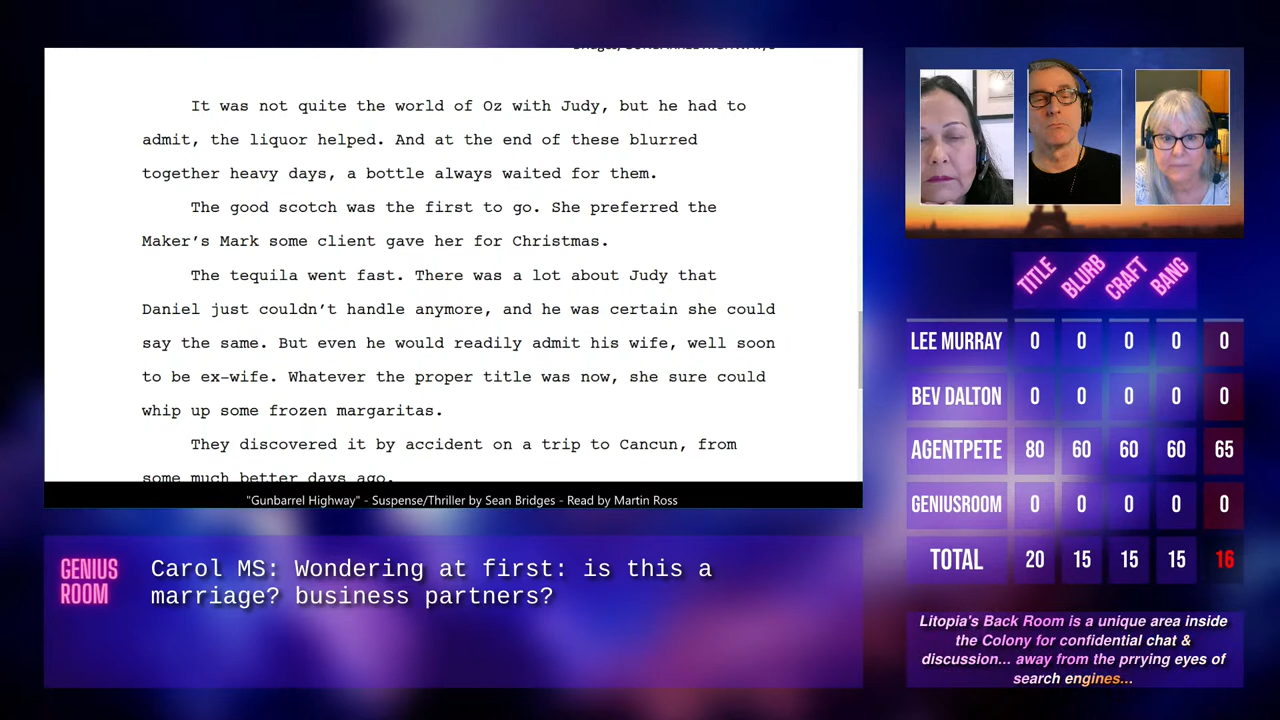 It was not quite the world of Oz with Judy, but he had to
admit, the liquor helped. And at the end of these blurred
together heavy days, a bottle always waited for them.
The good scotch was the first to go. She preferred the
Maker’s Mark some client gave her for Christmas.
The tequila went fast. There was a lot about Judy that
Daniel just couldn’t handle anymore, and he was certain she could
say the same. But even he would readily admit his wife, well soon
to be ex-wife. Whatever the proper title was now, she sure could
whip up some frozen margaritas.
They discovered it by accident on a trip to Cancun, from
some much better days ago.
"Gunbarrel Highway" - Suspense/Thriller by Sean Bridges - Read by Martin Ross
GENIUS
ROOM
Carol MS: Wondering at first: is this a
marriage? business partners?
TITLE BLURB CRAFT BANG
LEE MURRAY 0 0 0 0 0
BEV DALTON 0 0 0 0 0
AGENTPETE 80 60 60 60 65
GENIUSROOM 0 0 0 0 0
TOTAL 20 15 15 15 16
Litopia's Back Room is a unique area inside
the Colony for confidential chat &
discussion... away from the prrying eyes of
search engines...